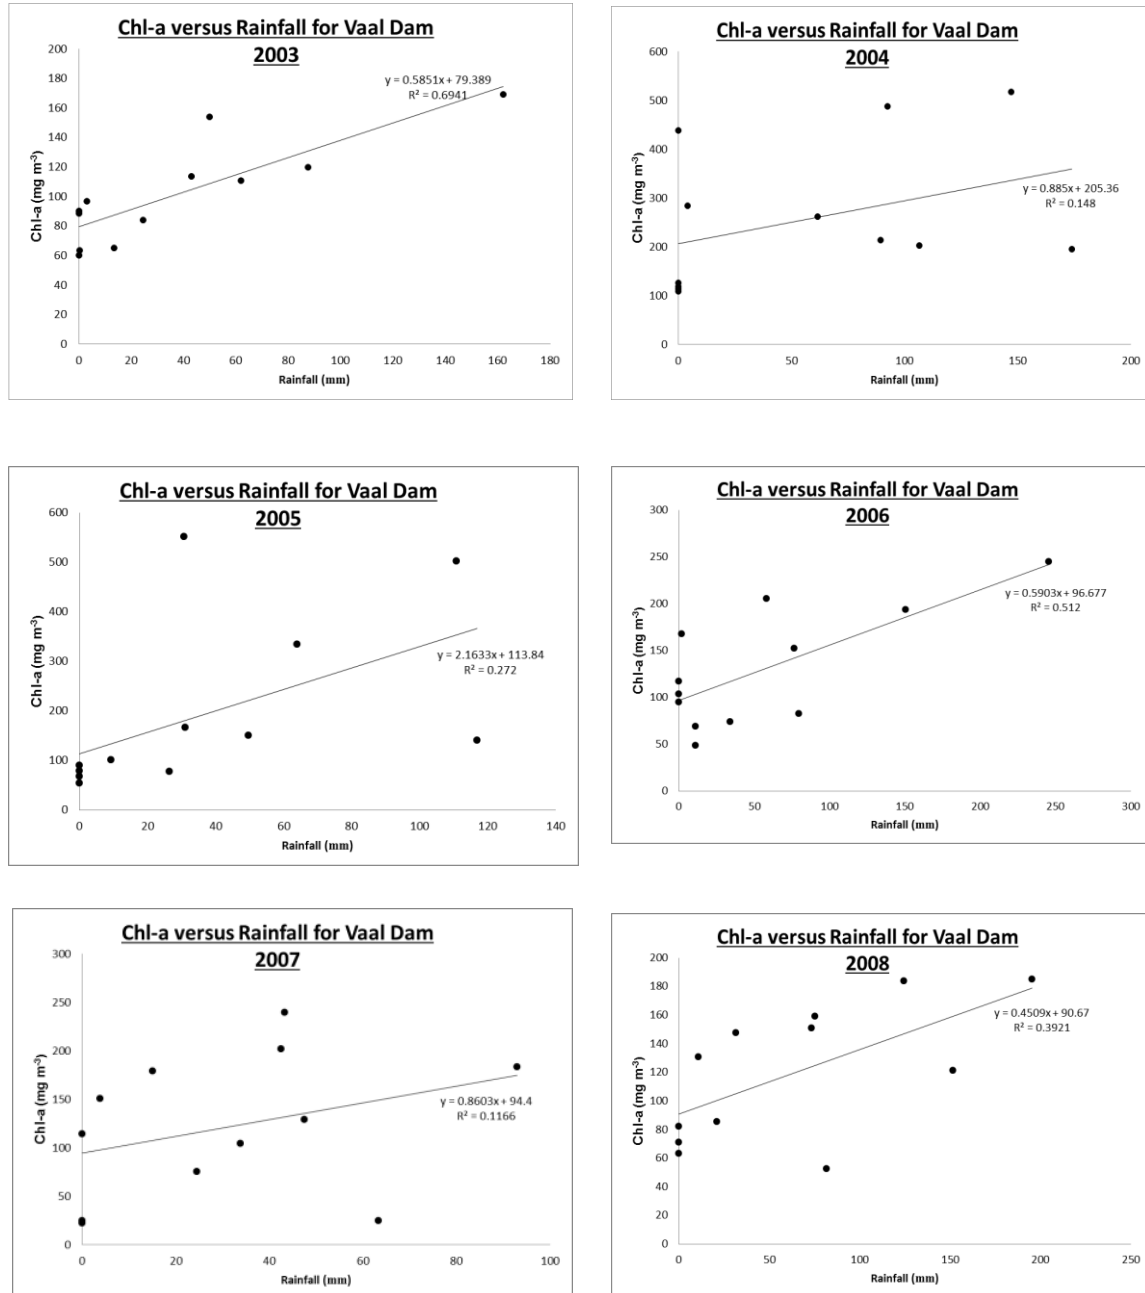 Chl-a versus Rainfall for Vaal Dam
2003
200
180
160
140
120
100
80
60
40
20
0
Chl-a (mg m-3)
y = 0.5851x + 79.389
R² = 0.6941
0 20 40 60 80 100 120 140 160 180
Rainfall (mm)
Chl-a versus Rainfall for Vaal Dam
2004
600
500
400
300
200
100
0
Chl-a (mg m-3)
y = 0.885x + 205.36
R² = 0.148
0 50 100 150 200
Rainfall (mm)
Chl-a versus Rainfall for Vaal Dam
2005
600
500
400
300
200
100
0
Chl-a (mg m-3)
y = 2.1633x + 113.84
R² = 0.272
0 20 40 60 80 100 120 140
Rainfall (mm)
Chl-a versus Rainfall for Vaal Dam
2006
300
250
200
150
100
50
0
Chl-a (mg m-3)
y = 0.5903x + 96.677
R² = 0.512
0 50 100 150 200 250 300
Rainfall (mm)
Chl-a versus Rainfall for Vaal Dam
2007
300
250
200
150
100
50
0
Chl-a (mg m-3)
y = 0.8603x + 94.4
R² = 0.1166
0 20 40 60 80 100
Rainfall (mm)
Chl-a versus Rainfall for Vaal Dam
2008
200
180
160
140
120
100
80
60
40
20
0
Chl-a (mg m-3)
y = 0.4509x + 90.67
R² = 0.3921
0 50 100 150 200 250
Rainfall (mm)